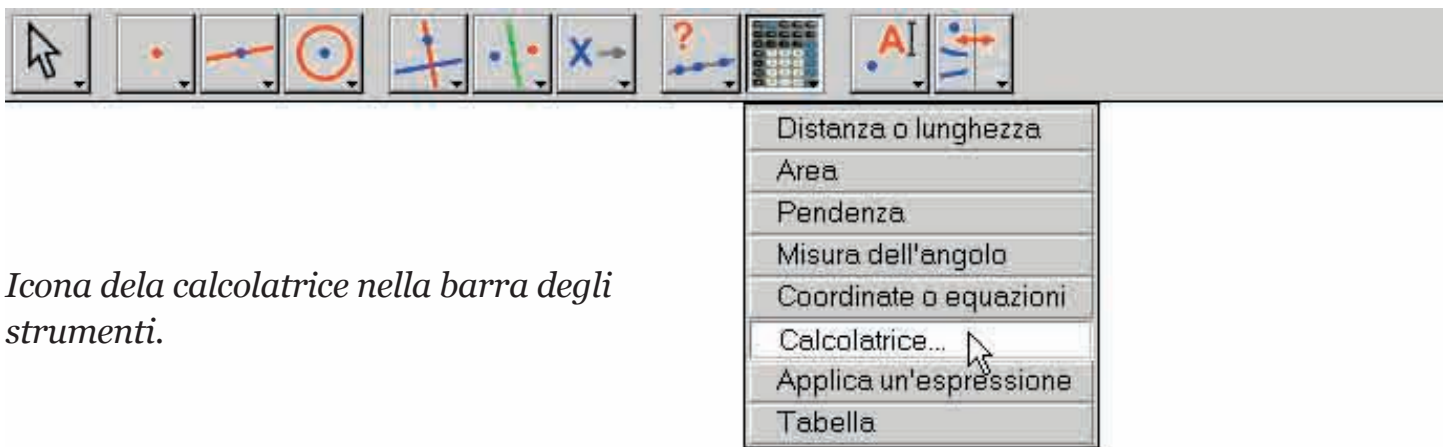 ?
X
A
Distanza o lunghezza
Area
Pendenza
Misura dell'angolo
Coordinate o equazioni
Calcolatrice...
Applica un'espressione
Tabella
Icona dela calcolatrice nella barra degli
strumenti.